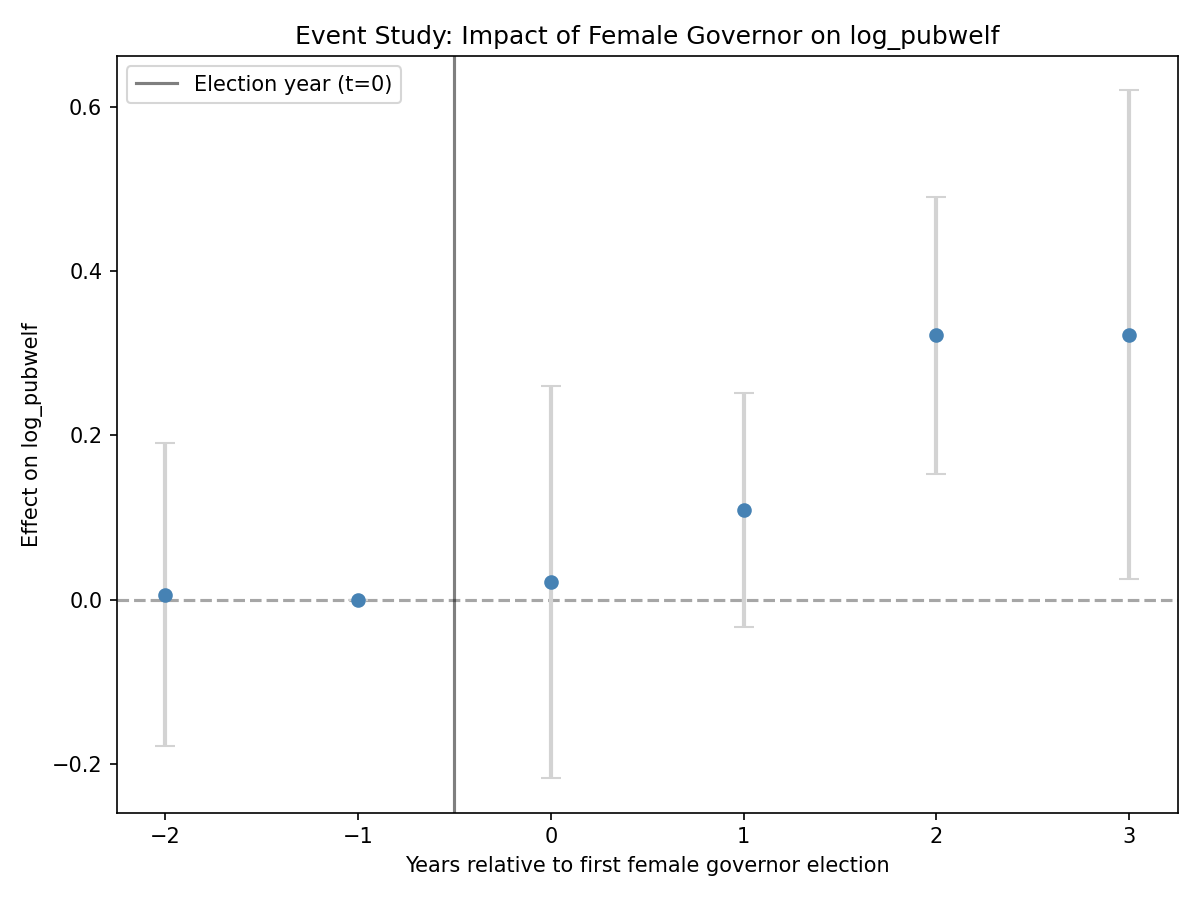 Event Study: Impact of Female Governor on log_pubwelf
Election year (t=0)
Effect on log_pubwelf
0.6
0.4
0.2
0.0
−0.2
−2
−1
0
1
2
3
Years relative to first female governor election